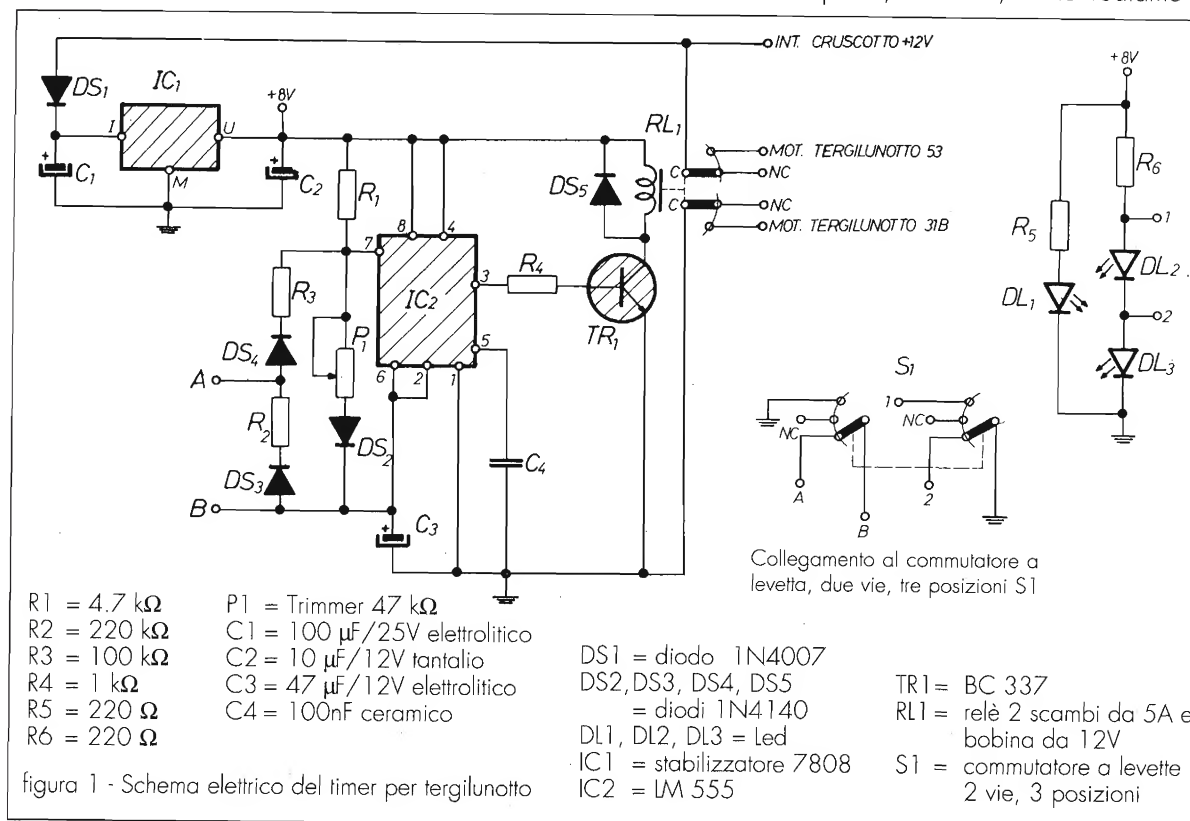 INT. CRUSCOTTO +12V
DS1
IC1
+8V
+8V
I
U
M
C1
C2
R1
RL1
MOT. TERGILUNOTTO 53
C
NC
C
NC
MOT. TERGILUNOTTO 31B
DS5
R6
1
R5
DL2
DL1
2
DL3
8
4
7
R3
P1
IC2
3
R4
TR1
5
DS4
A
6
2
1
R2
DS2
DS3
B
C3
C4
S1
1
NC
NC
A
2
B
Collegamento al commutatore a
levetta, due vie, tre posizioni S1
R1 = 4.7 kΩ
R2 = 220 kΩ
R3 = 100 kΩ
R4 = 1 kΩ
R5 = 220 Ω
R6 = 220 Ω
P1 = Trimmer 47 kΩ
C1 = 100 µF/25V elettrolitico
C2 = 10 µF/12V tantalio
C3 = 47 µF/12V elettrolitico
C4 = 100nF ceramico
DS1 = diodo 1N4007
DS2, DS3, DS4, DS5
= diodi 1N4140
DL1, DL2, DL3 = Led
IC1 = stabilizzatore 7808
IC2 = LM 555
TR1 = BC 337
RL1 = relè 2 scambi da 5A e
bobina da 12V
S1 = commutatore a levette
2 vie, 3 posizioni
figura 1 - Schema elettrico del timer per tergilunotto